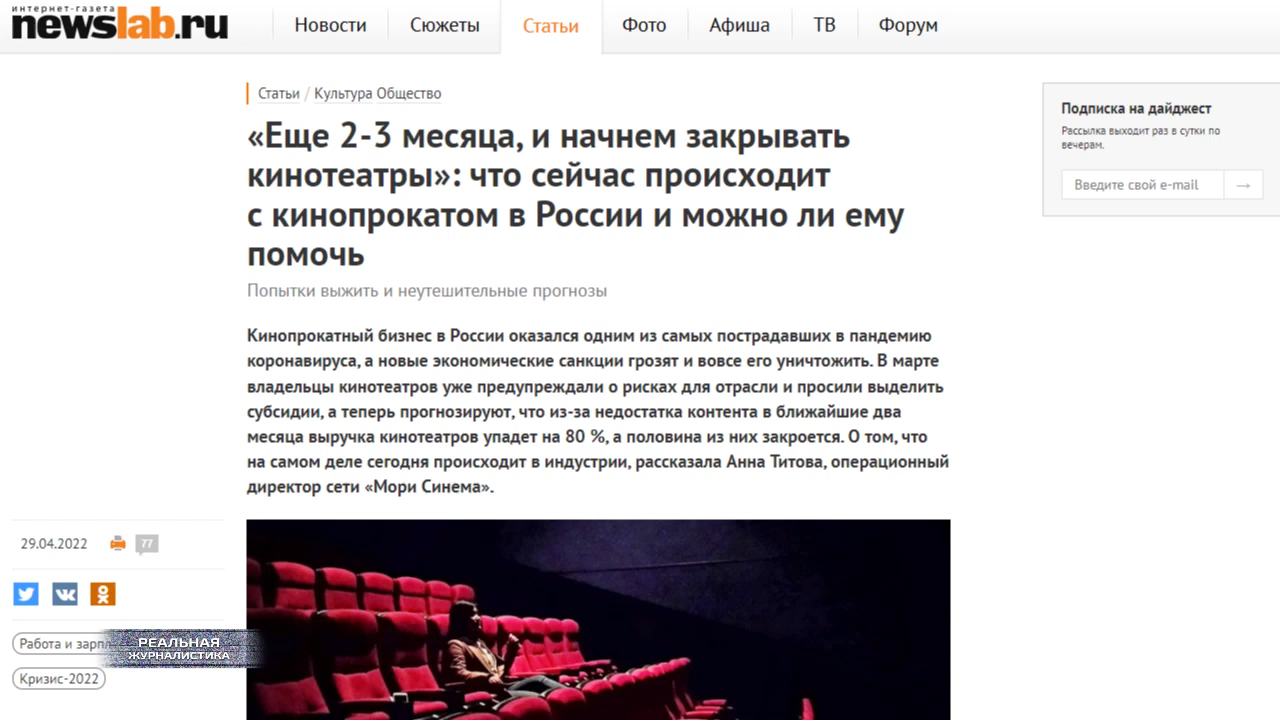 интернет-газета
newslab.ru
Новости
Сюжеты
Статьи
Фото
Афиша
ТВ
Форум
Статьи / Культура Общество
«Еще 2-3 месяца, и начнем закрывать
кинотеатры»: что сейчас происходит
с кинопрокатом в России и можно ли ему
помочь
Попытки выжить и неутешительные прогнозы
Кинопрокатный бизнес в России оказался одним из самых пострадавших в пандемию
коронавируса, а новые экономические санкции грозят и вовсе его уничтожить. В марте
владельцы кинотеатров уже предупреждали о рисках для отрасли и просили выделить
субсидии, а теперь прогнозируют, что из-за недостатка контента в ближайшие два
месяца выручка кинотеатров упадет на 80 %, а половина из них закроется. О том, что
на самом деле сегодня происходит в индустрии, рассказала Анна Титова, операционный
директор сети «Мори Синема».
Подписка на дайджест
Рассылка выходит раз в сутки по
вечерам.
Введите свой e-mail →
29.04.2022
77
Работа и
РЕАЛЬНАЯ
ЖУРНАЛИСТИКА
Кризис-2022